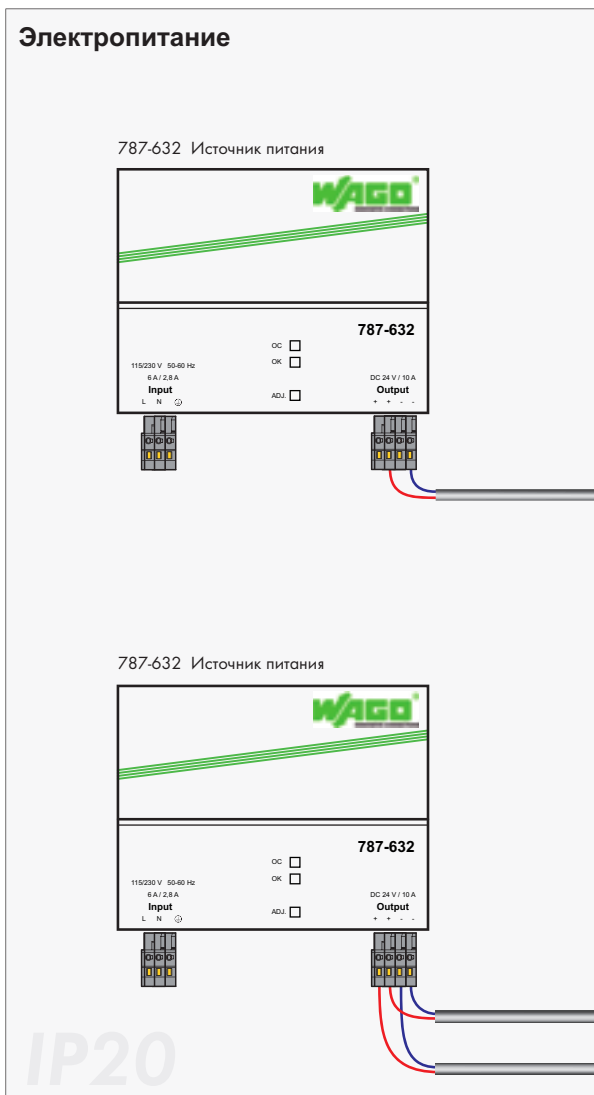 Электропитание
787-632 Источник питания
WAGO
787-632
OC
OK
115/230 V 50-60 Hz
6 A / 2,8 A
DC 24 V / 10 A
Input
ADJ.
Output
L N
+ + - -
787-632 Источник питания
WAGO
787-632
OC
OK
115/230 V 50-60 Hz
6 A / 2,8 A
DC 24 V / 10 A
Input
ADJ.
Output
L N
+ + - -
IP20